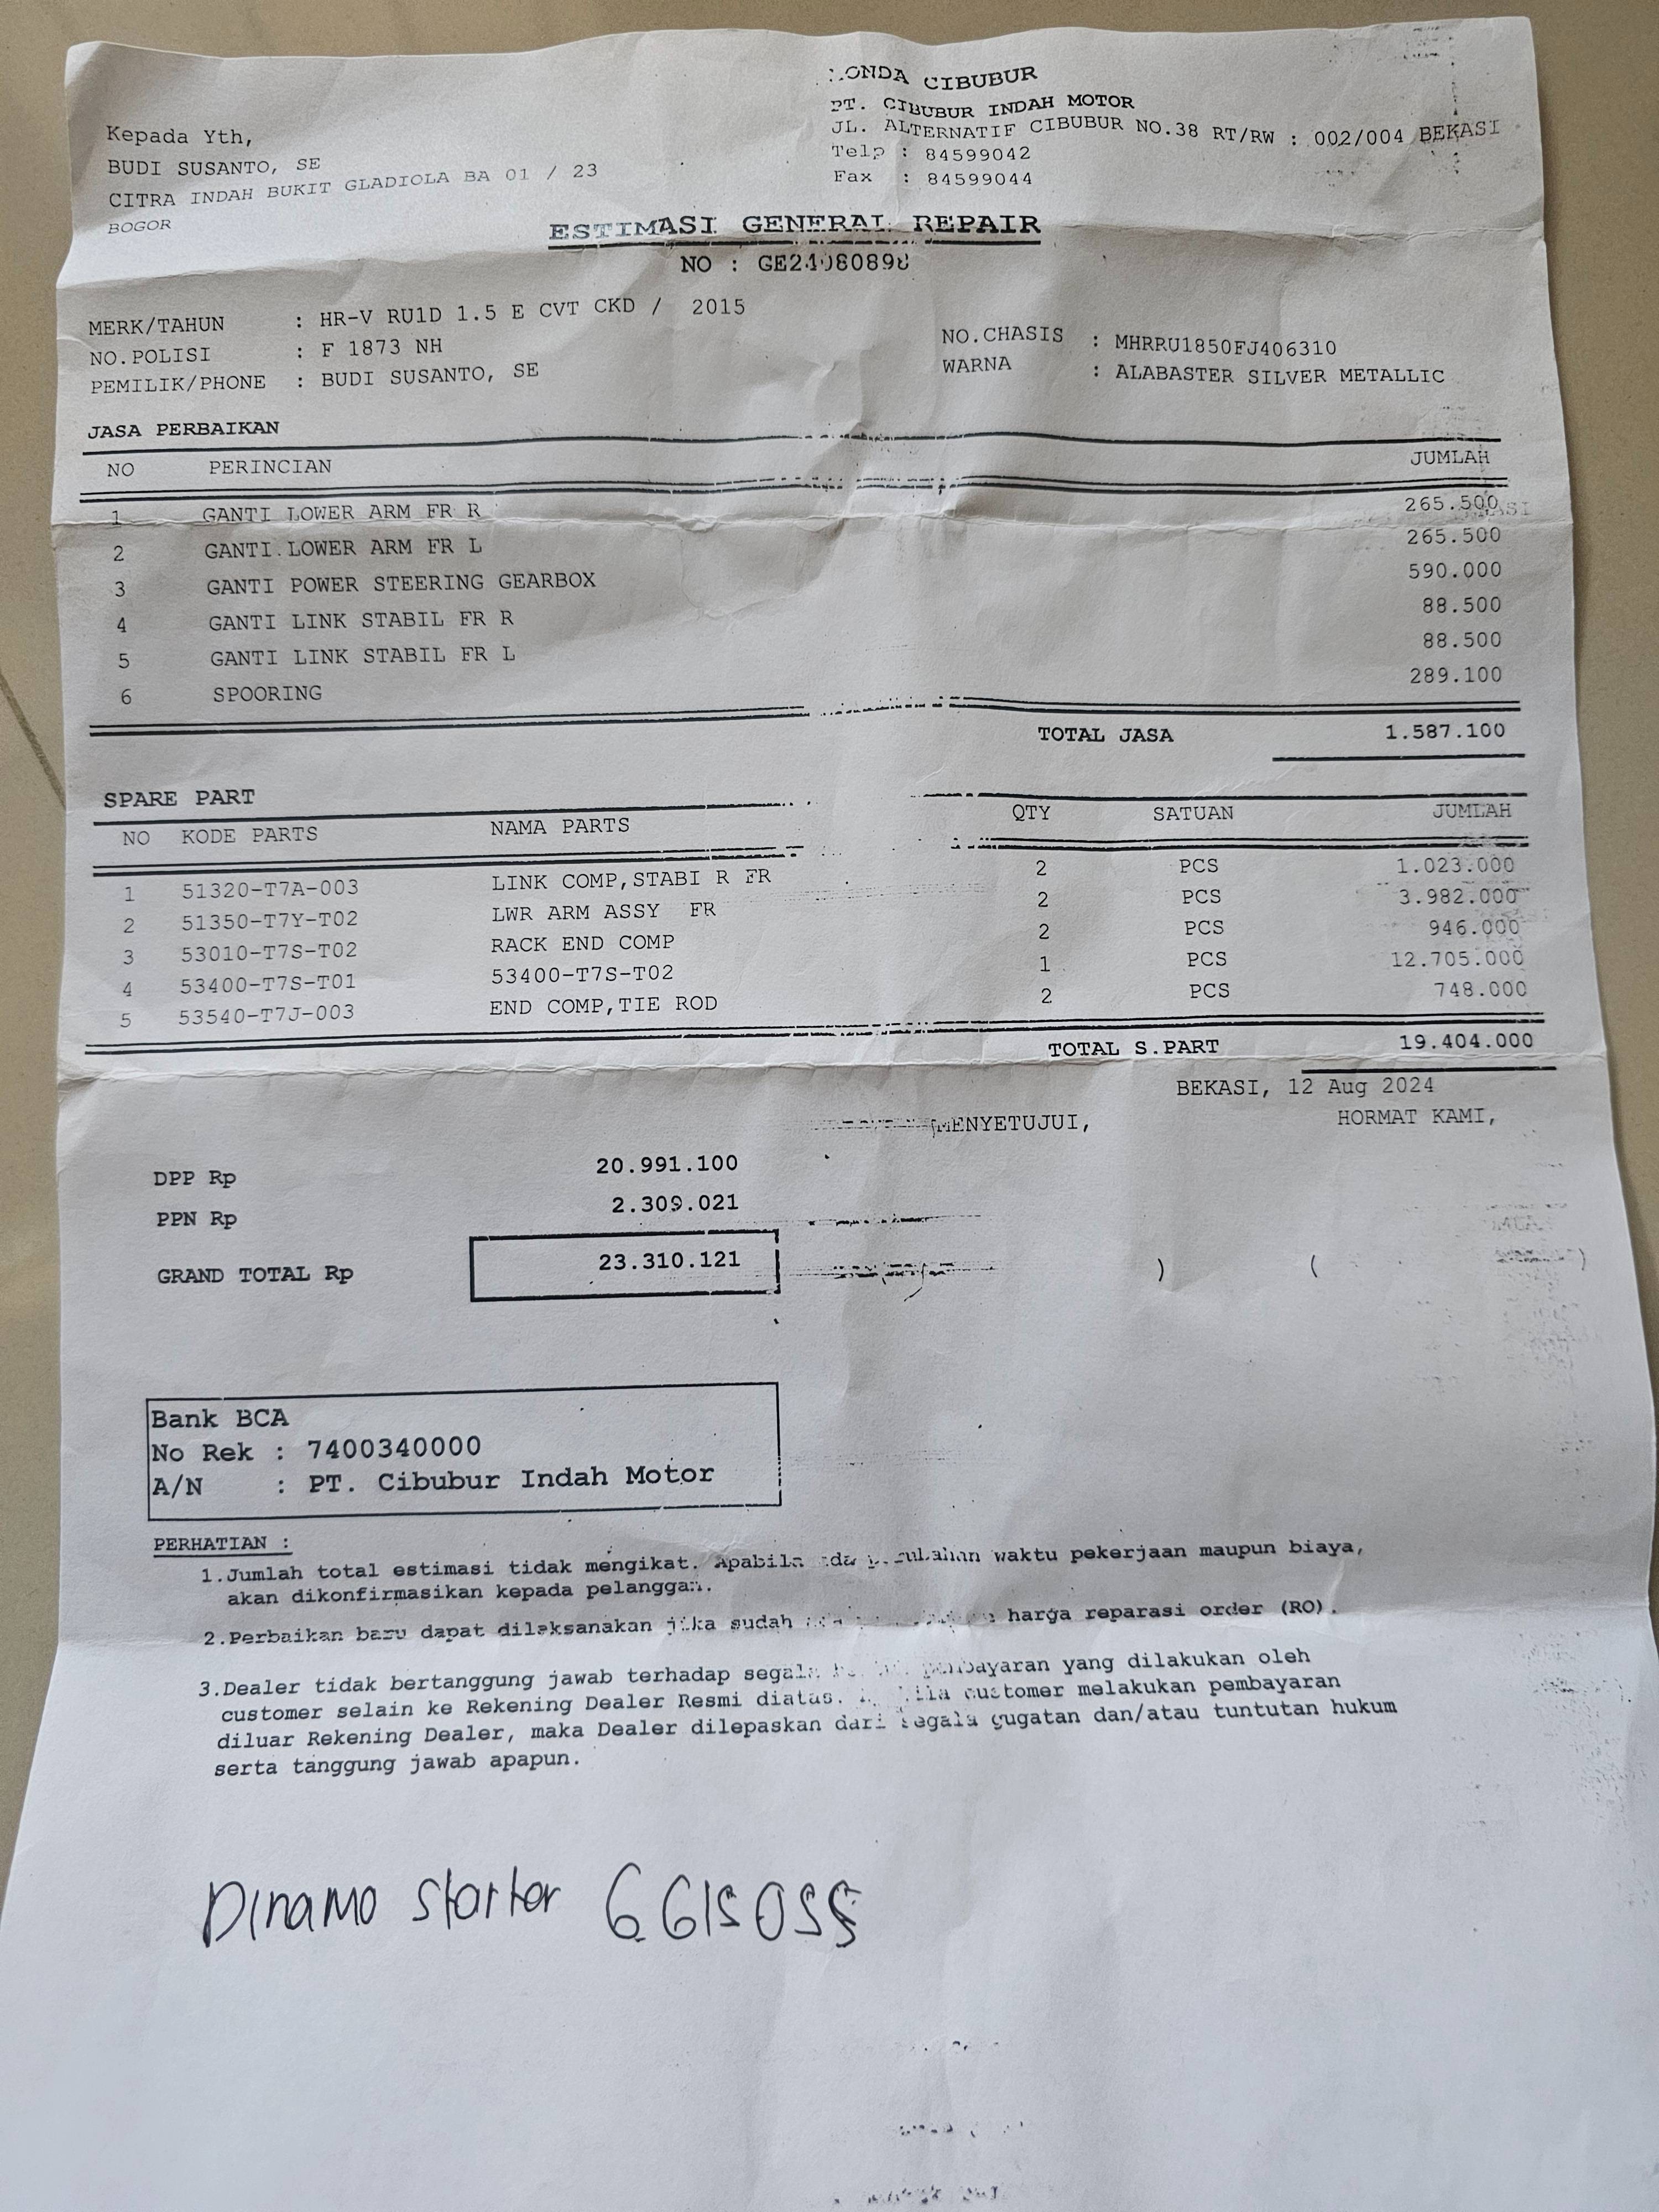 HONDA CIBUBUR
PT. CIBUBUR INDAH MOTOR
JL. ALTERNATIF CIBUBUR NO.38 RT/RW : 002/004 BEKASI
Telp : 84599042
Fax : 84599044
Kepada Yth,
BUDI SUSANTO, SE
CITRA INDAH BUKIT GLADIOLA BA 01 / 23
BOGOR
ESTIMASI GENERAL REPAIR
NO : GE24080898
MERK/TAHUN : HR-V RU1D 1.5 E CVT CKD / 2015
NO.POLISI : F 1873 NH
PEMILIK/PHONE : BUDI SUSANTO, SE
NO.CHASIS : MHRRU1850FJ406310
WARNA : ALABASTER SILVER METALLIC
JASA PERBAIKAN
NO PERINCIAN JUMLAH
1 GANTI LOWER ARM FR R 265.500
2 GANTI LOWER ARM FR L 265.500
3 GANTI POWER STEERING GEARBOX 590.000
4 GANTI LINK STABIL FR R 88.500
5 GANTI LINK STABIL FR L 88.500
6 SPOORING 289.100
TOTAL JASA 1.587.100
SPARE PART
NO KODE PARTS NAMA PARTS QTY SATUAN JUMLAH
1 51320-T7A-003 LINK COMP,STABI R FR 2 PCS 1.023.000
2 51350-T7Y-T02 LWR ARM ASSY FR 2 PCS 3.982.000
3 53010-T7S-T02 RACK END COMP 2 PCS 946.000
4 53400-T7S-T01 53400-T7S-T02 1 PCS 12.705.000
5 53540-T7J-003 END COMP,TIE ROD 2 PCS 748.000
TOTAL S.PART 19.404.000
BEKASI, 12 Aug 2024
MENYETUJUI, HORMAT KAMI,
DPP Rp 20.991.100
PPN Rp 2.309.021
GRAND TOTAL Rp 23.310.121
) (
Bank BCA
No Rek : 7400340000
A/N : PT. Cibubur Indah Motor
PERHATIAN :
1.Jumlah total estimasi tidak mengikat. Apabila ada perubahan waktu pekerjaan maupun biaya,
akan dikonfirmasikan kepada pelanggan.
2.Perbaikan baru dapat dilaksanakan jika sudah harga reparasi order (RO).
3.Dealer tidak bertanggung jawab terhadap segala pembayaran yang dilakukan oleh
customer selain ke Rekening Dealer Resmi diatas. customer melakukan pembayaran
diluar Rekening Dealer, maka Dealer dilepaskan dari segala gugatan dan/atau tuntutan hukum
serta tanggung jawab apapun.
Dinamo starter